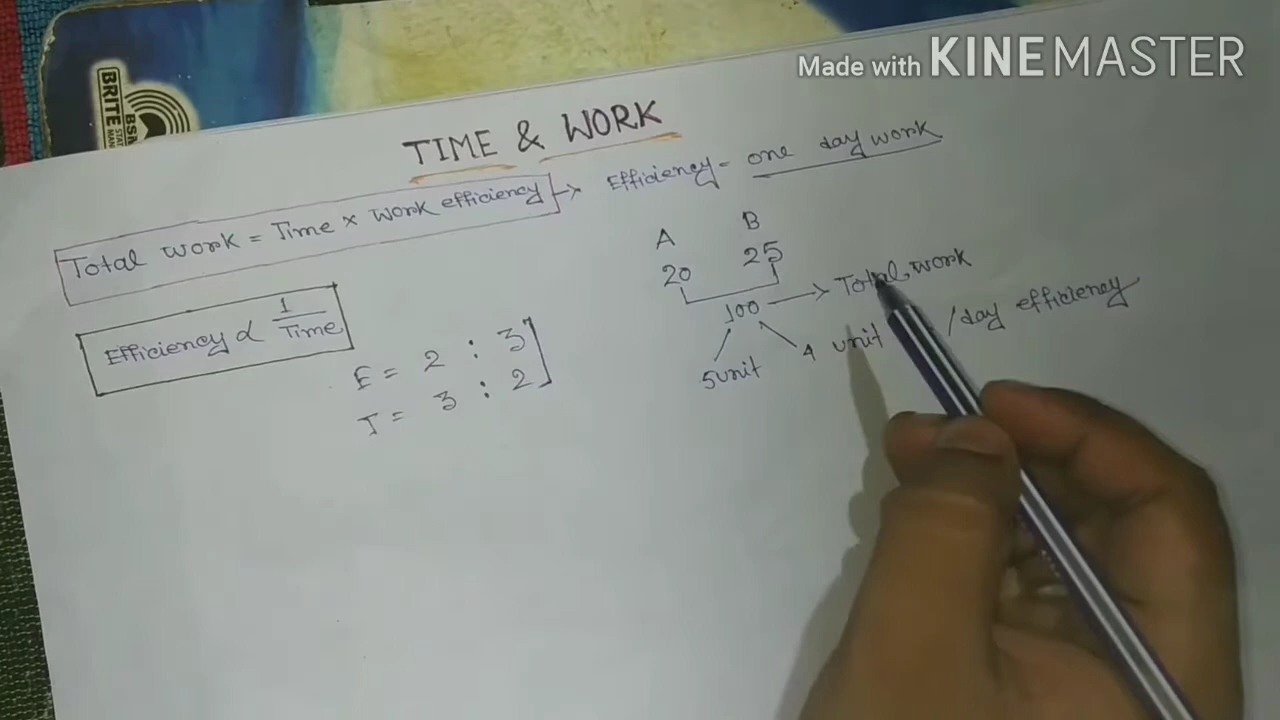 Made with KINEMASTER
BRITE
TIME & WORK
Total work = Time × work efficiency → Efficiency = one day work
A B
20 25
100 → Total work
5unit 4 unit /day efficiency
Efficiency ∝ 1/Time
E = 2 : 3
T = 3 : 2